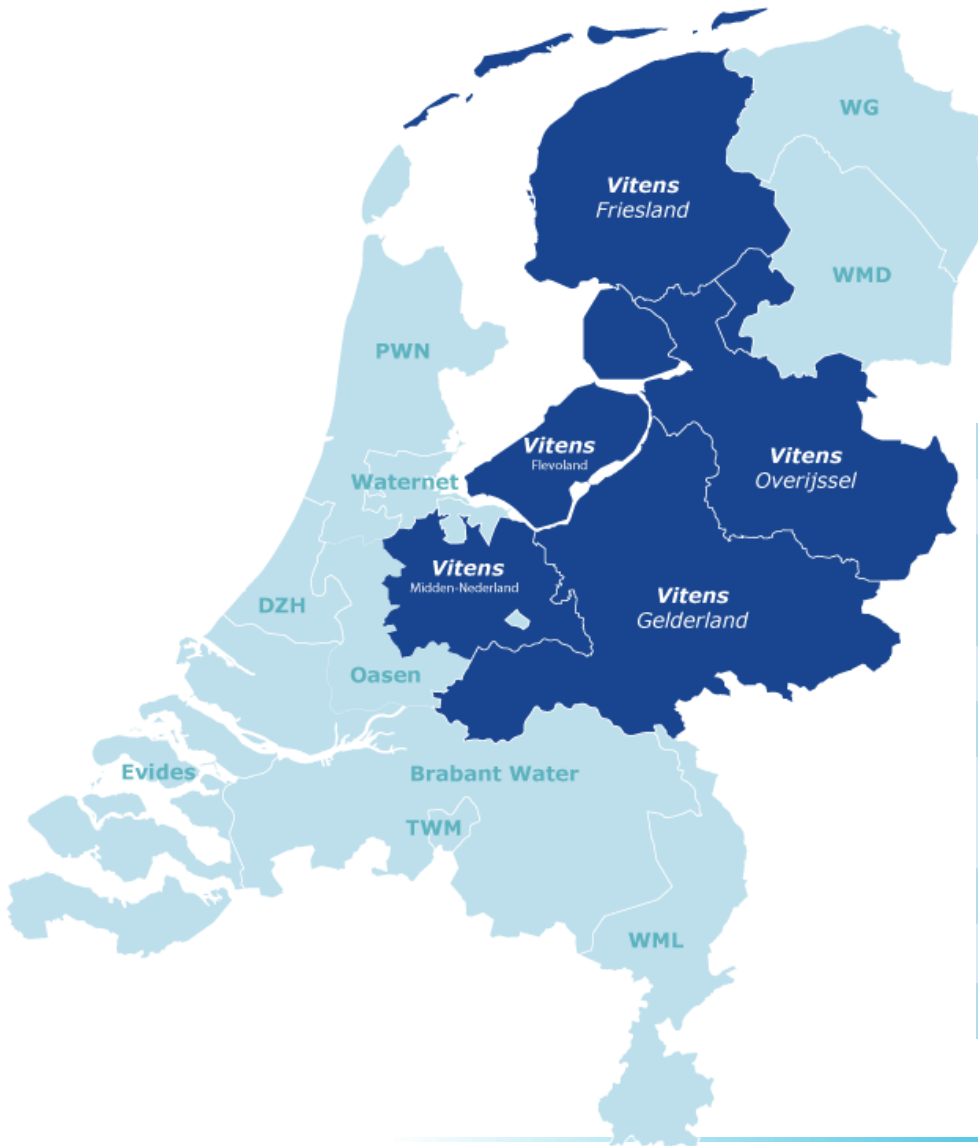 WG
Vitens
Friesland
WMD
PWN
Vitens
Flevoland
Vitens
Overijssel
Waternet
Vitens
Midden-Nederland
Vitens
Gelderland
DZH
Oasen
Evides
Brabant Water
TWM
WML